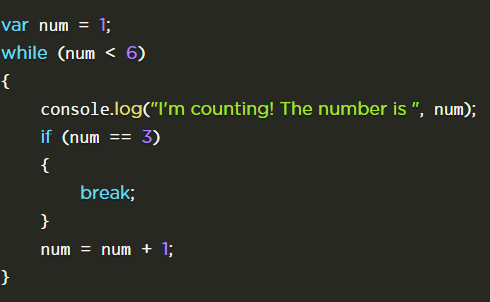 var num = 1;
while (num < 6)
{
    console.log("I'm counting! The number is ", num);
    if (num == 3)
    {
        break;
    }
    num = num + 1;
}